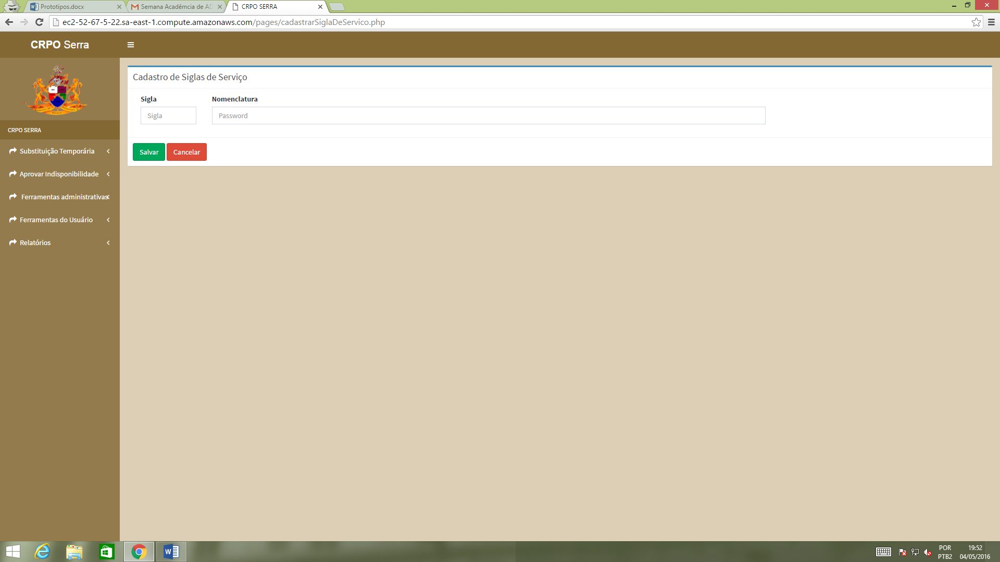 Prototipos.docx
Semana Acadêmcia de AD
CRPO SERRA
ec2-52-67-5-22.sa-east-1.compute.amazonaws.com/pages/cadastrarSiglaDeServico.php
CRPO Serra
CRPO SERRA
Substituição Temporária
Aprovar Indisponibilidade
Ferramentas administrativas
Ferramentas do Usuário
Relatórios
Cadastro de Siglas de Serviço
Sigla
Nomenclatura
Sigla
Password
Salvar
Cancelar
POR
PTB2
19:52
04/05/2016